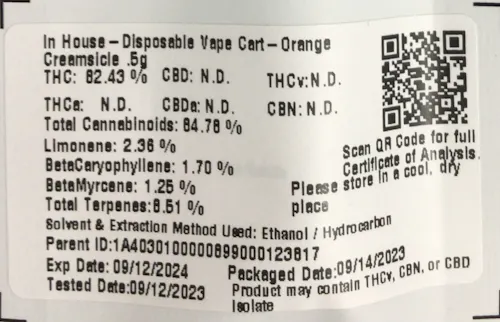 In House – Disposable Vape Cart – Orange
Creamsicle .5g
THC: 82.43 % CBD: N.D. THCv: N.D.
THCa: N.D. CBDa: N.D. CBN: N.D.
Total Cannabinoids: 84.78 %
Limonene: 2.36 %
BetaCaryophyllene: 1.70 %
BetaMyrcene: 1.25 %
Total Terpenes: 8.51 %
Scan QR Code for full
Certificate of Analysis.
Please store in a cool, dry
place
Solvent & Extraction Method Used: Ethanol / Hydrocarbon
Parent ID:1A4030100000899000123817
Exp Date: 09/12/2024 Packaged Date:09/14/2023
Tested Date:09/12/2023 Product may contain THCv, CBN, or CBD
Isolate